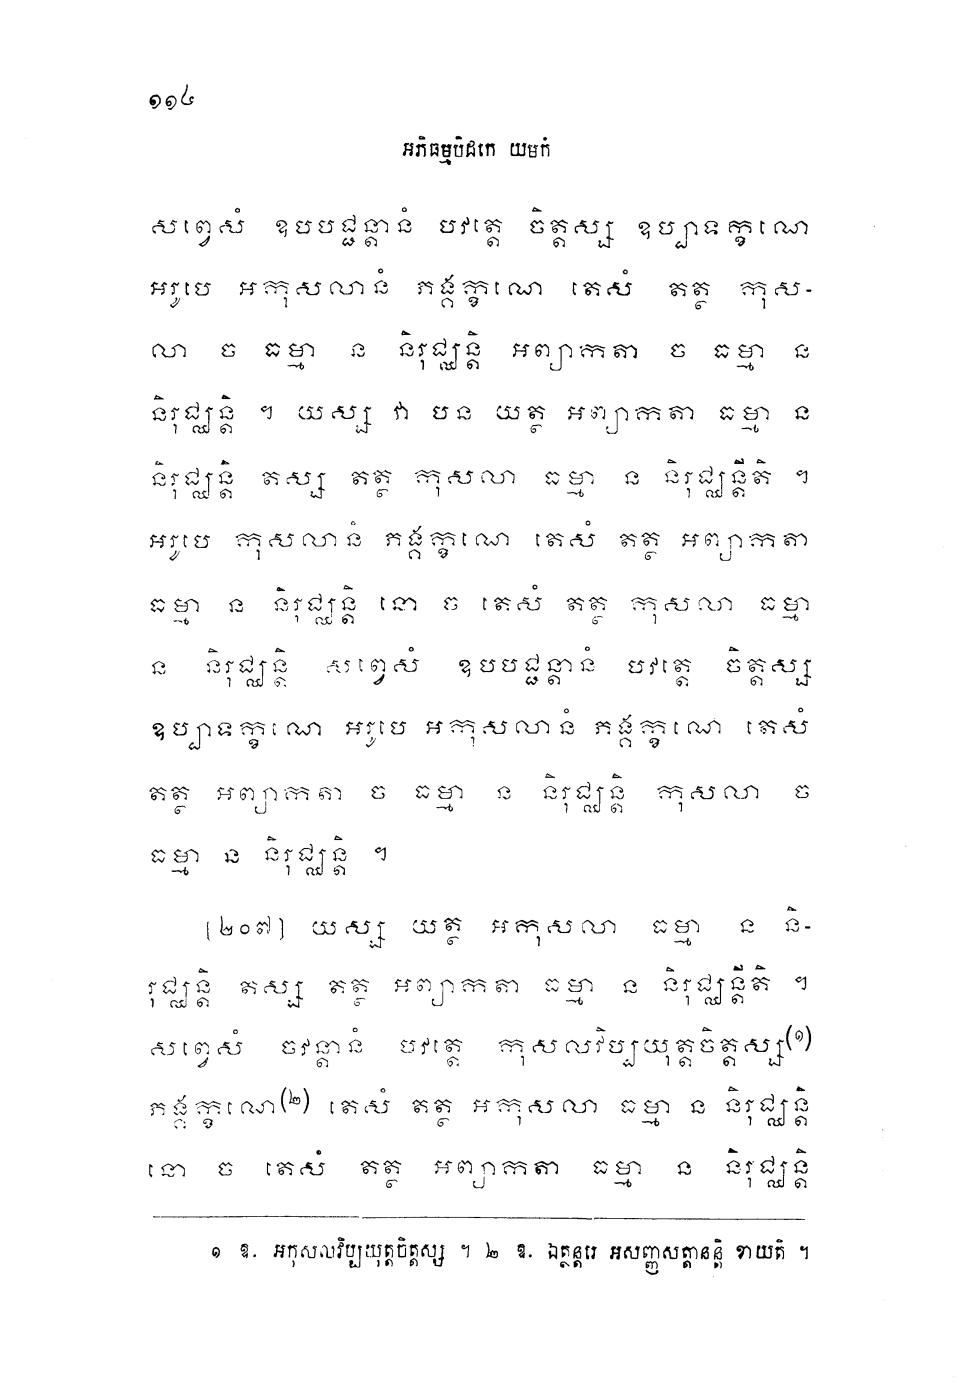 ១១៤
អភិធម្មបិដកេ យមកំ
សព្វេសំ ឧបបជ្ជន្តានំ បវត្តេ ចិត្តស្ស ឧប្បាទក្ខណេ
អរូបេ អកុសលានំ ភង្គក្ខណេ តេសំ តត្ថ កុស-
លា ច ធម្មា ន និរុជ្ឈន្តិ អព្យាកតា ច ធម្មា ន
និរុជ្ឈន្តិ ។ យស្ស វា បន យត្ថ អព្យាកតា ធម្មា ន
និរុជ្ឈន្តិ តស្ស តត្ថ កុសលា ធម្មា ន និរុជ្ឈន្តីតិ ។
អរូបេ កុសលានំ ភង្គក្ខណេ តេសំ តត្ថ អព្យាកតា
ធម្មា ន និរុជ្ឈន្តិ នោ ច តេសំ តត្ថ កុសលា ធម្មា
ន និរុជ្ឈន្តិ សព្វេសំ ឧបបជ្ជន្តានំ បវត្តេ ចិត្តស្ស
ឧប្បាទក្ខណេ អរូបេ អកុសលានំ ភង្គក្ខណេ តេសំ
តត្ថ អព្យាកតា ច ធម្មា ន និរុជ្ឈន្តិ កុសលា ច
ធម្មា ន និរុជ្ឈន្តិ ។
[២០៧] យស្ស យត្ថ អកុសលា ធម្មា ន និ-
រុជ្ឈន្តិ តស្ស តត្ថ អព្យាកតា ធម្មា ន និរុជ្ឈន្តីតិ ។
សព្វេសំ ចវន្តានំ បវត្តេ កុសលវិប្បយុត្តចិត្តស្ស(១)
ភង្គក្ខណេ(២) តេសំ តត្ថ អកុសលា ធម្មា ន និរុជ្ឈន្តិ
នោ ច តេសំ តត្ថ អព្យាកតា ធម្មា ន និរុជ្ឈន្តិ
១ ឱ. អកុសលវិប្បយុត្តចិត្តស្ស ។ ២ ឱ. ឯត្ថន្តរេ អសញ្ញសត្តានន្តិ ទាយតិ ។